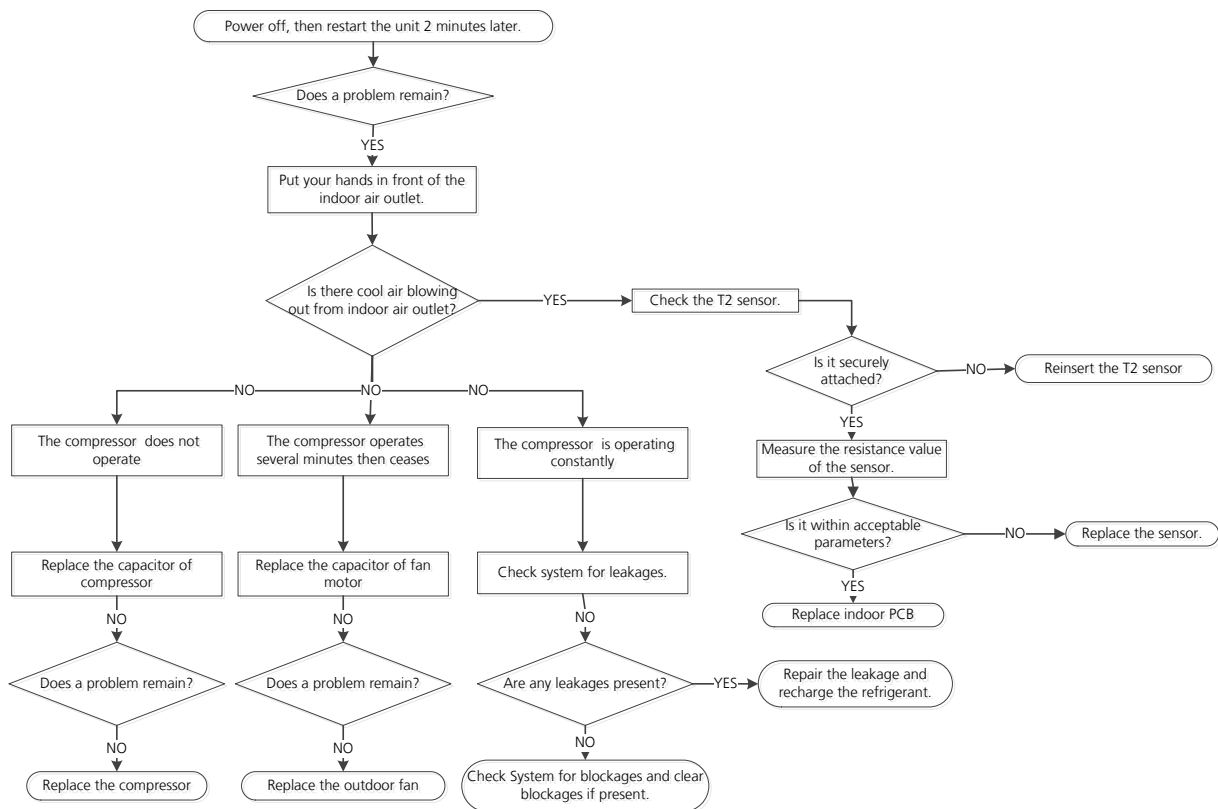 Power off, then restart the unit 2 minutes later.
Does a problem remain?
YES
Put your hands in front of the
indoor air outlet.
Is there cool air blowing
out from indoor air outlet?
YES
Check the T2 sensor.
Is it securely
attached?
NO
Reinsert the T2 sensor
YES
Measure the resistance value
of the sensor.
Is it within acceptable
parameters?
NO
Replace the sensor.
YES
Replace indoor PCB
NO
NO
NO
The compressor does not
operate
The compressor operates
several minutes then ceases
The compressor is operating
constantly
Replace the capacitor of
compressor
Replace the capacitor of fan
motor
Check system for leakages.
NO
NO
NO
Does a problem remain?
Does a problem remain?
Are any leakages present?
YES
Repair the leakage and
recharge the refrigerant.
NO
NO
NO
Replace the compressor
Replace the outdoor fan
Check System for blockages and clear
blockages if present.